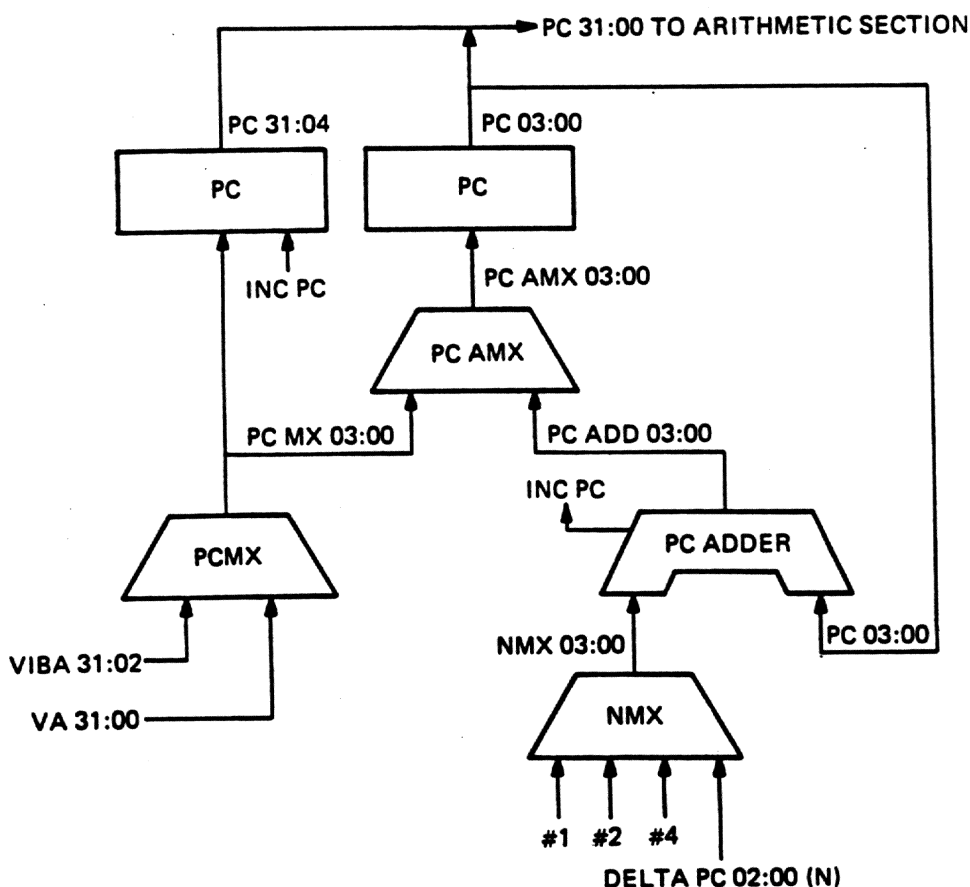 PC 31:00 TO ARITHMETIC SECTION
PC 31:04
PC 03:00
PC
PC
INC PC
PC AMX 03:00
PC AMX
PC MX 03:00
PC ADD 03:00
INC PC
PCMX
PC ADDER
VIBA 31:02
VA 31:00
NMX 03:00
PC 03:00
NMX
#1
#2
#4
DELTA PC 02:00 (N)